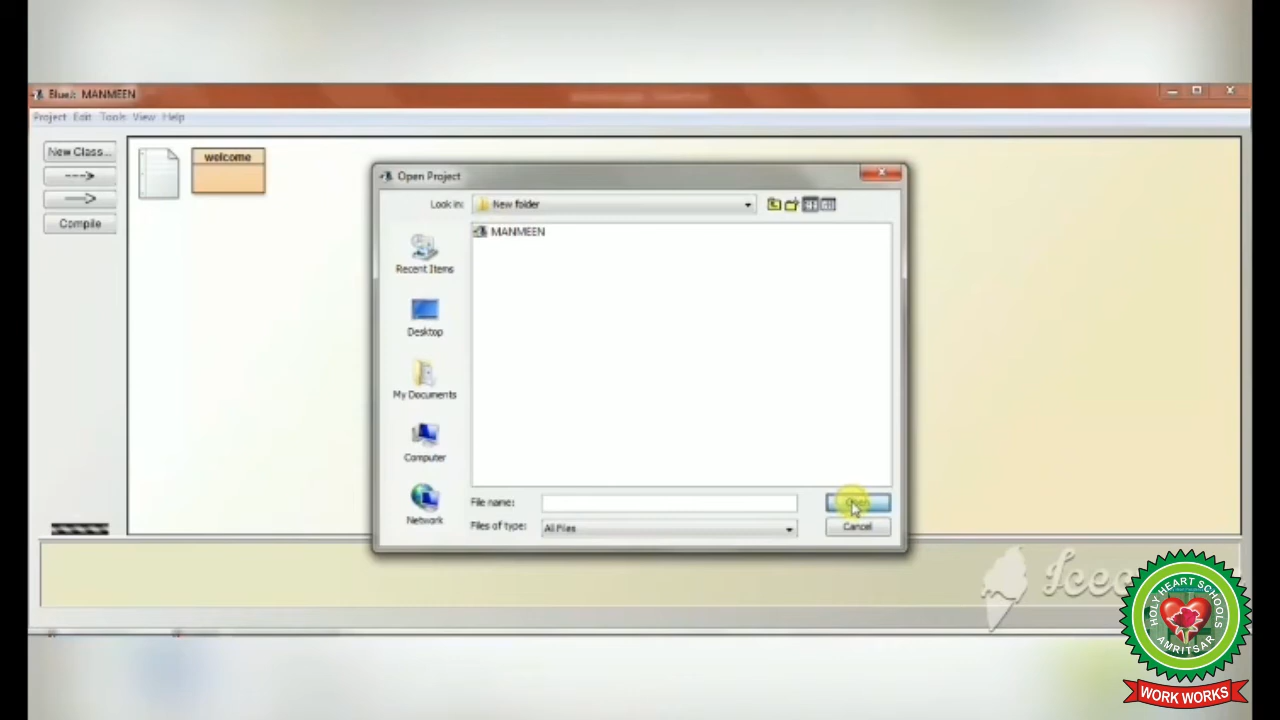 BlueJ: MANMEEN
Project Edit Tools View Help
New Class...
welcome
Compile
Open Project
Look in: New folder
MANMEEN
Recent Items
Desktop
My Documents
Computer
Network
File name:
Open
Files of type: All Files
Cancel
HOLY HEART SCHOOLS
AMRITSAR
WORK WORKS